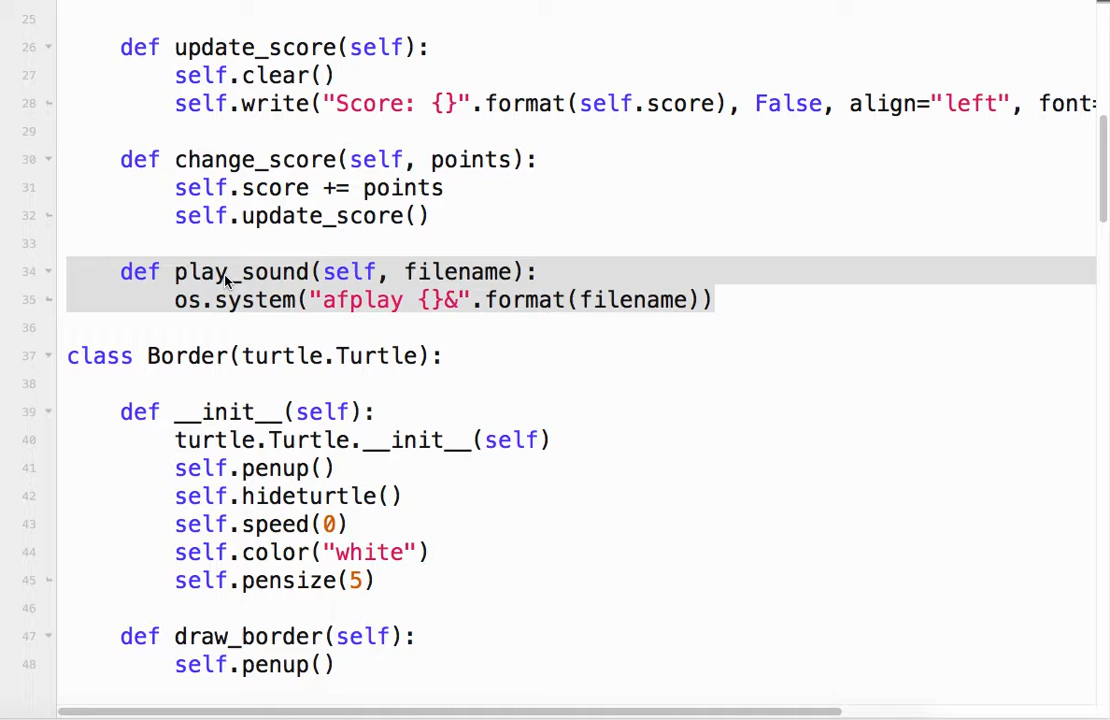 25
26 def update_score(self):
27 self.clear()
28 self.write("Score: {}".format(self.score), False, align="left", font=
29
30 def change_score(self, points):
31 self.score += points
32 self.update_score()
33
34 def play_sound(self, filename):
35 os.system("afplay {}&".format(filename))
36
37 class Border(turtle.Turtle):
38
39 def __init__(self):
40 turtle.Turtle.__init__(self)
41 self.penup()
42 self.hideturtle()
43 self.speed(0)
44 self.color("white")
45 self.pensize(5)
46
47 def draw_border(self):
48 self.penup()